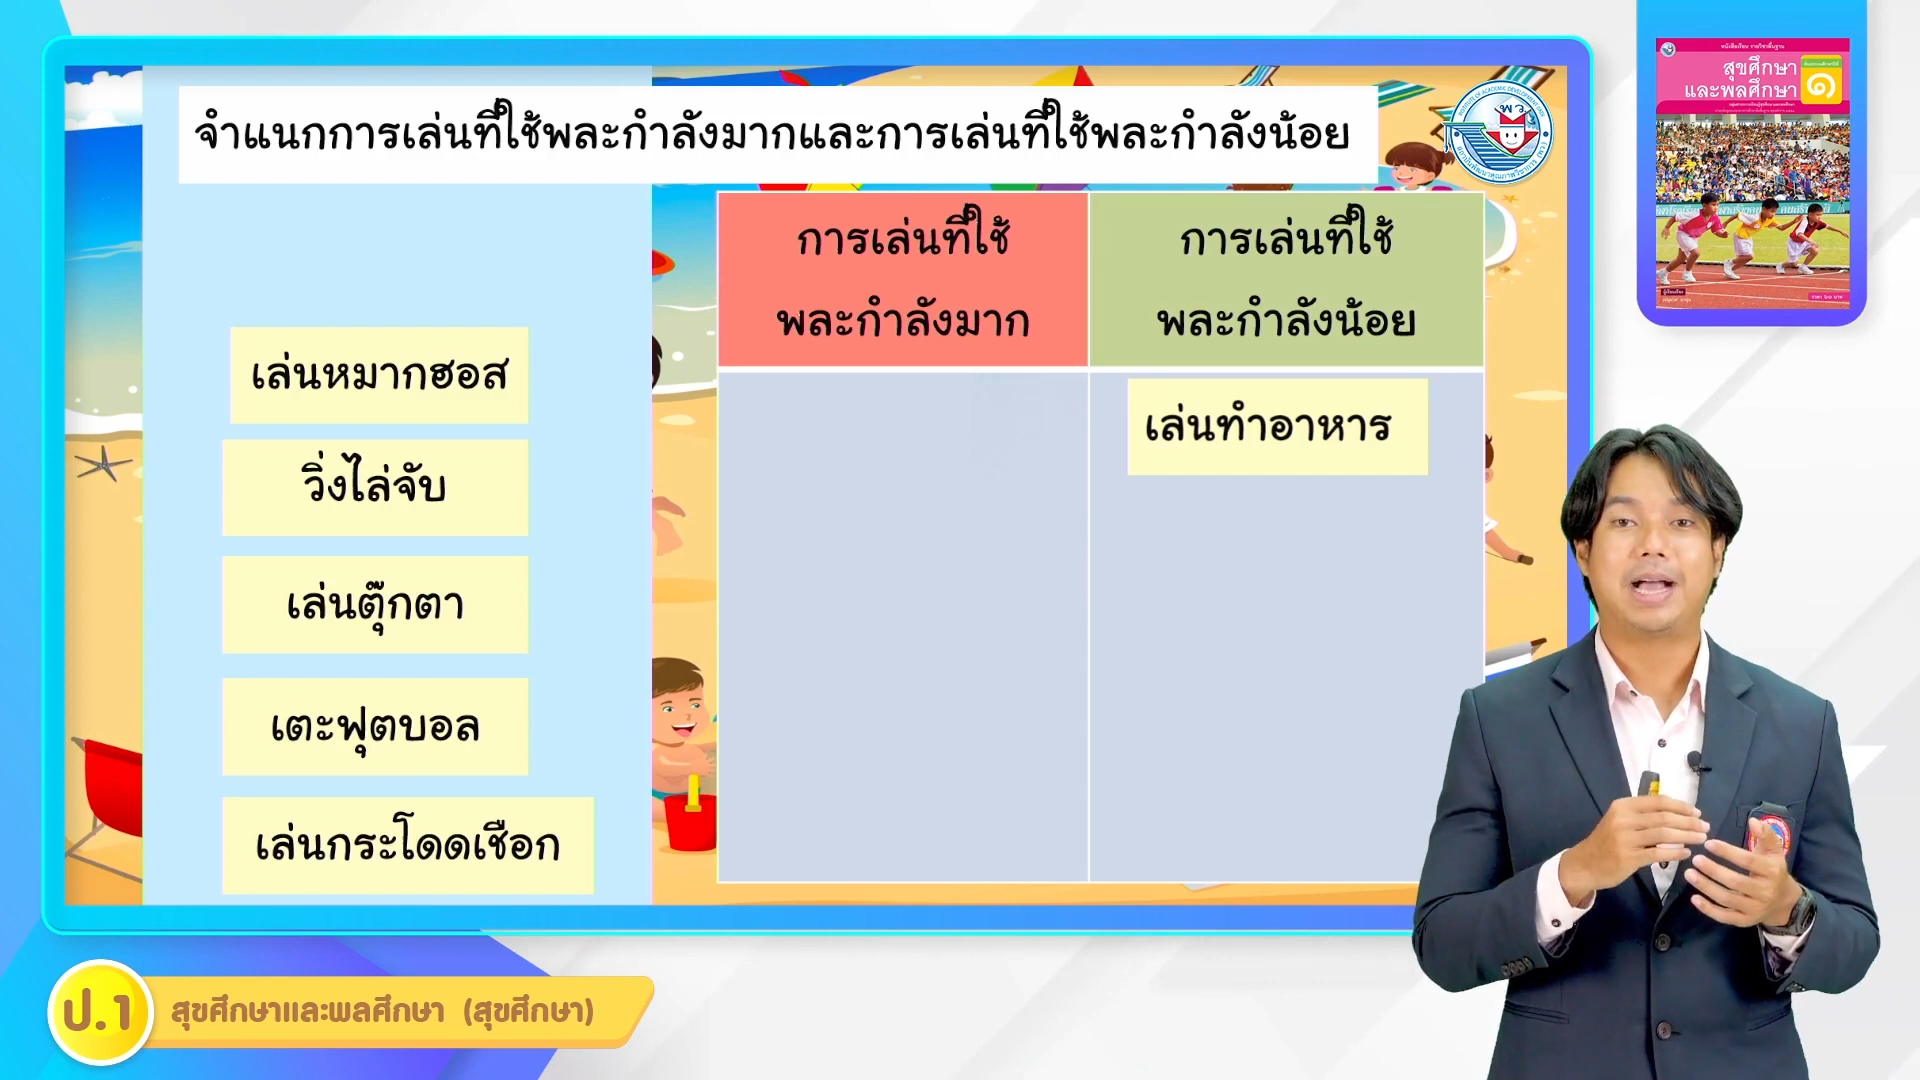 จำแนกการเล่นที่ใช้พละกำลังมากและการเล่นที่ใช้พละกำลังน้อย
การเล่นที่ใช้
พละกำลังมาก
การเล่นที่ใช้
พละกำลังน้อย
เล่นทำอาหาร
เล่นหมากฮอส
วิ่งไล่จับ
เล่นตุ๊กตา
เตะฟุตบอล
เล่นกระโดดเชือก
พว.
สุขศึกษา
และพลศึกษา
๑
ป.1
สุขศึกษาและพลศึกษา (สุขศึกษา)